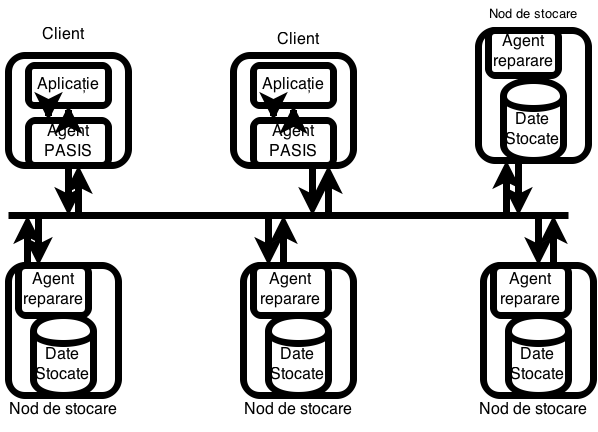 Client
Aplicație
Agent
PASIS
Client
Aplicație
Agent
PASIS
Nod de stocare
Agent
reparare
Date
Stocate
Agent
reparare
Date
Stocate
Nod de stocare
Agent
reparare
Date
Stocate
Nod de stocare
Agent
reparare
Date
Stocate
Nod de stocare